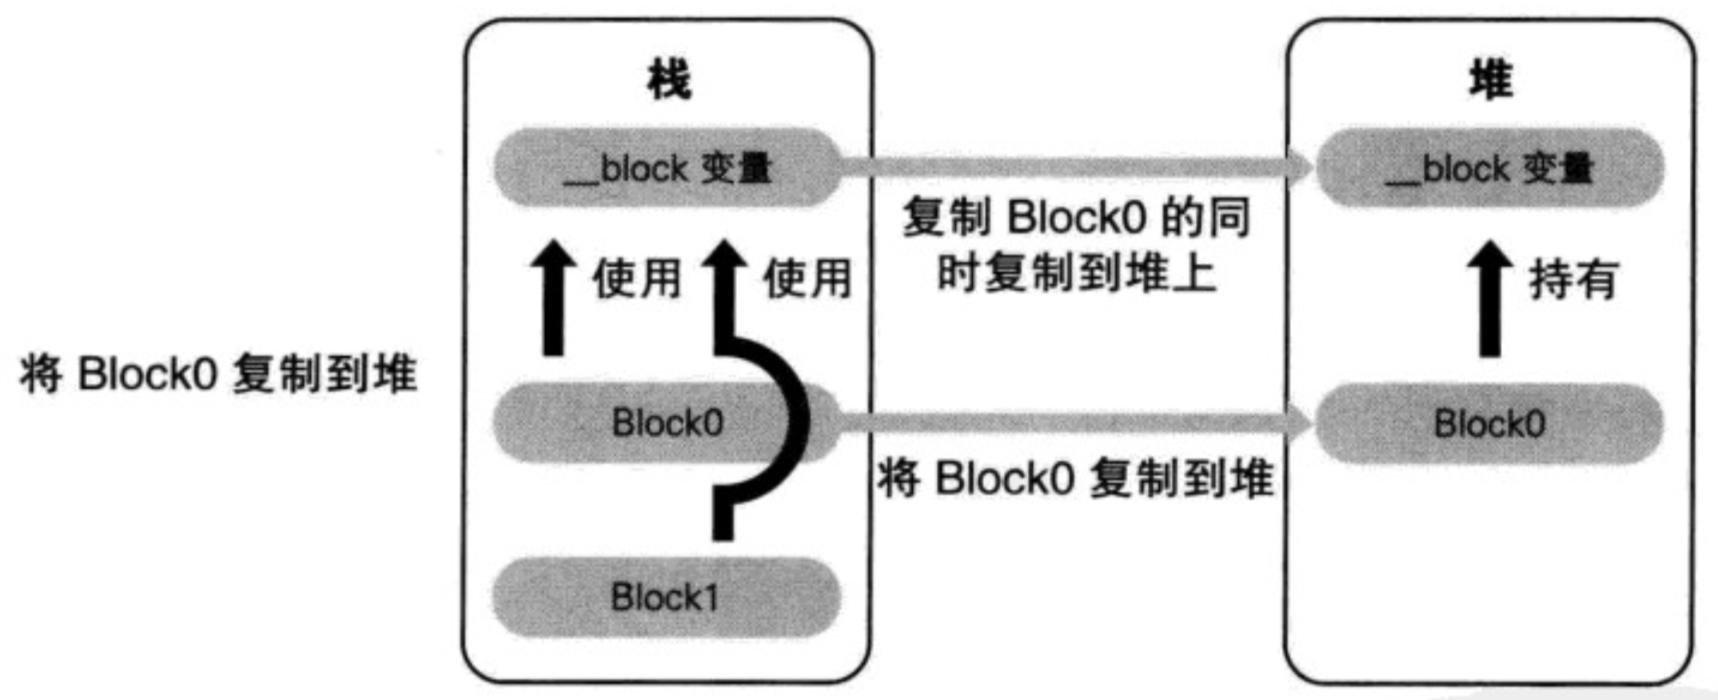 栈
堆
__block 变量
__block 变量
复制 Block0 的同
时复制到堆上
使用
使用
持有
将 Block0 复制到堆
Block0
Block0
将 Block0 复制到堆
Block1